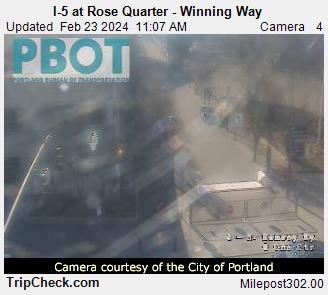 I-5 at Rose Quarter - Winning Way
Updated Feb 23 2024 11:07 AM Camera 4
PBOT
PORTLAND BUREAU OF TRANSPORTATION
Camera courtesy of the City of Portland
TripCheck.com Milepost302.00